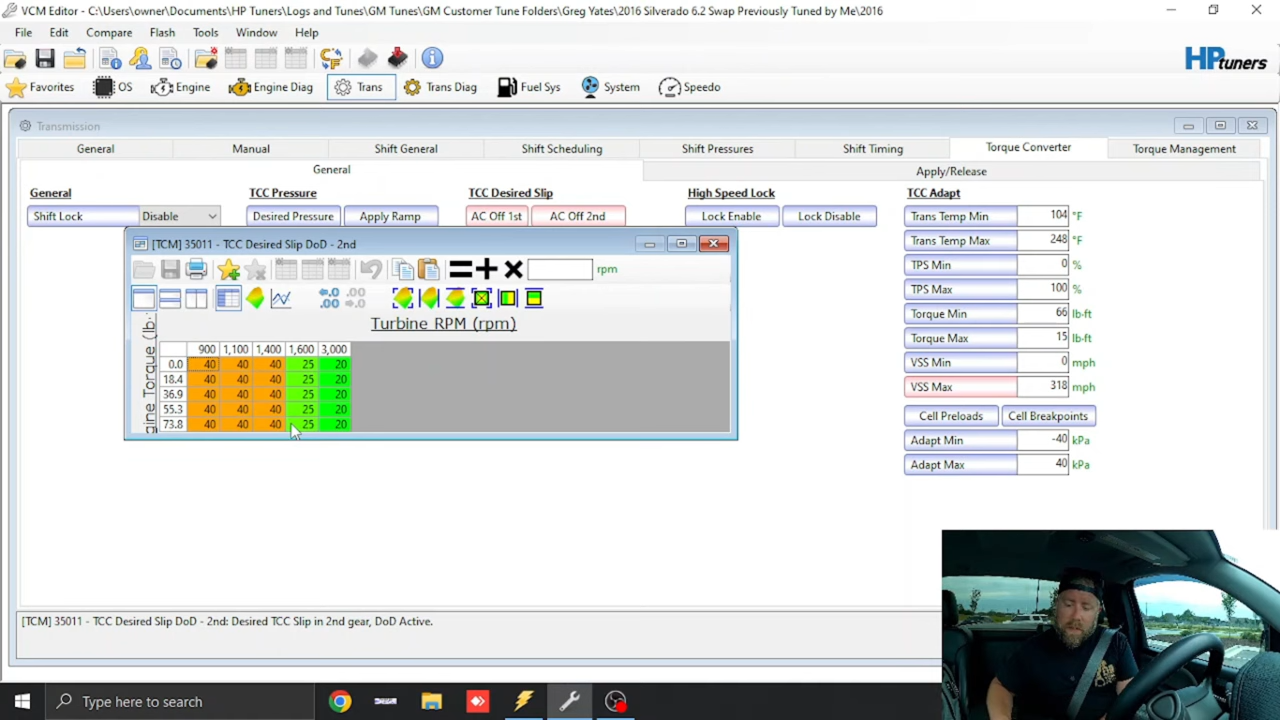 VCM Editor - C:\Users\owner\Documents\HP Tuners\Logs and Tunes\GM Tunes\GM Customer Tune Folders\Greg Yates\2016 Silverado 6.2 Swap Previously Tuned by Me\2016
File Edit Compare Flash Tools Window Help
HP tuners
Favorites OS Engine Engine Diag Trans Trans Diag Fuel Sys System Speedo
Transmission
General Manual Shift General Shift Scheduling Shift Pressures Shift Timing Torque Converter Torque Management
General Apply/Release
General TCC Pressure TCC Desired Slip High Speed Lock TCC Adapt
Shift Lock Disable Desired Pressure Apply Ramp AC Off 1st AC Off 2nd Lock Enable Lock Disable Trans Temp Min 104 °F
[TCM] 35011 - TCC Desired Slip DoD - 2nd
Trans Temp Max 248 °F
rpm
TPS Min 0 %
TPS Max 100 %
Turbine RPM (rpm)
Torque Min 66 lb·ft
Torque Max 15 lb·ft
900 1,100 1,400 1,600 3,000
0.0 40 40 40 25 20
18.4 40 40 40 25 20
36.9 40 40 40 25 20
55.3 40 40 40 25 20
73.8 40 40 40 25 20
gine Torque (lb·
VSS Min 0 mph
VSS Max 318 mph
Cell Preloads Cell Breakpoints
Adapt Min -40 kPa
Adapt Max 40 kPa
[TCM] 35011 - TCC Desired Slip DoD - 2nd: Desired TCC Slip in 2nd gear, DoD Active.
Type here to search